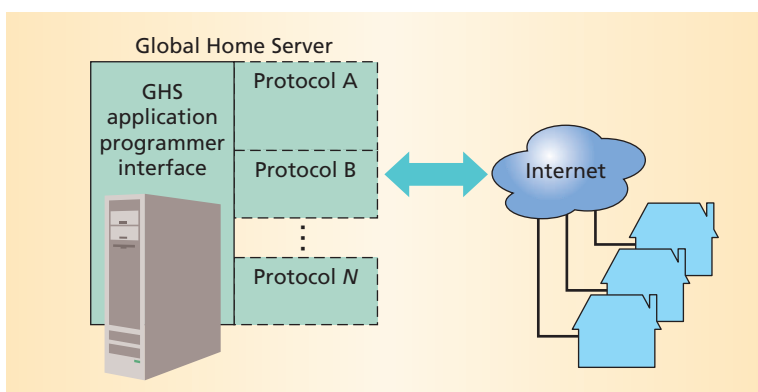 Global Home Server
GHS
application
programmer
interface
Protocol A
Protocol B
Protocol N
Internet